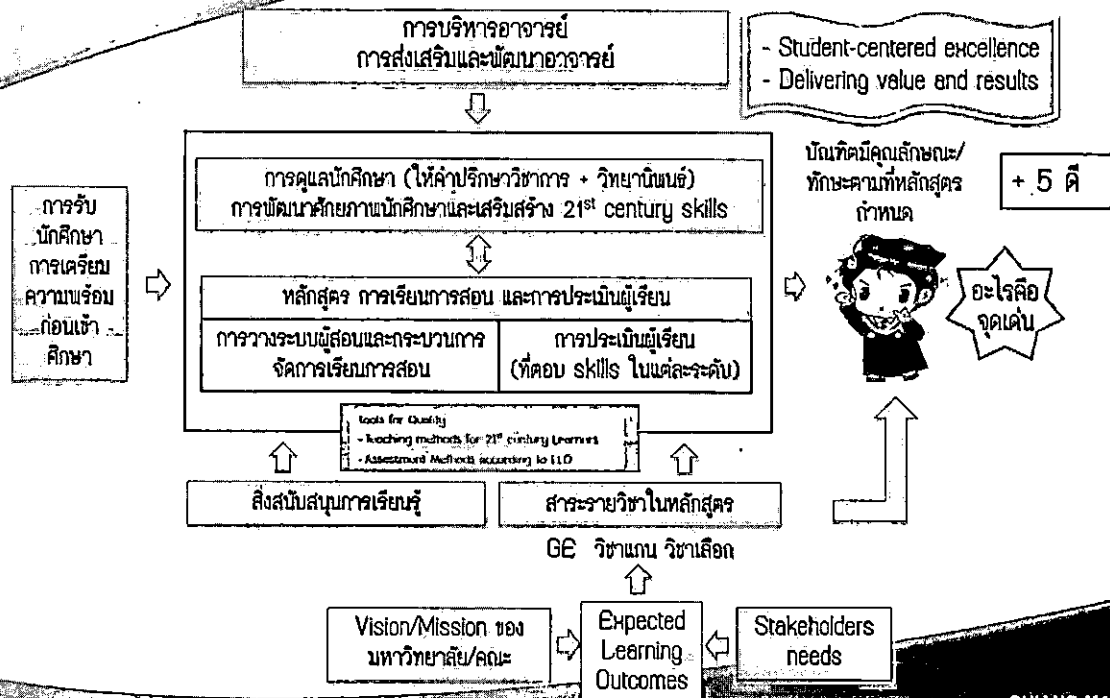 การบริหารอาจารย์
การส่งเสริมและพัฒนาอาจารย์
- Student-centered excellence
- Delivering value and results
การรับ
นักศึกษา
การเตรียม
ความพร้อม
ก่อนเข้า
ศึกษา
การดูแลนักศึกษา (ให้คำปรึกษาวิชาการ + วิทยานิพนธ์)
การพัฒนาศักยภาพนักศึกษาและเสริมสร้าง 21st century skills
หลักสูตร การเรียนการสอน และการประเมินผู้เรียน
การวางระบบผู้สอนและกระบวนการ
จัดการเรียนการสอน
การประเมินผู้เรียน
(ที่ตอบ skills ในแต่ละระดับ)
Tools for Quality
- Teaching methods for 21st century Learners
- Assessment Methods according to ELO
บัณฑิตมีคุณลักษณะ/
ทักษะตามที่หลักสูตร
กำหนด
+ 5 ดี
อะไรคือ
จุดเด่น
สิ่งสนับสนุนการเรียนรู้
สาระรายวิชาในหลักสูตร
GE วิชาแกน วิชาเลือก
Vision/Mission ของ
มหาวิทยาลัย/คณะ
Expected
Learning
Outcomes
Stakeholders
needs